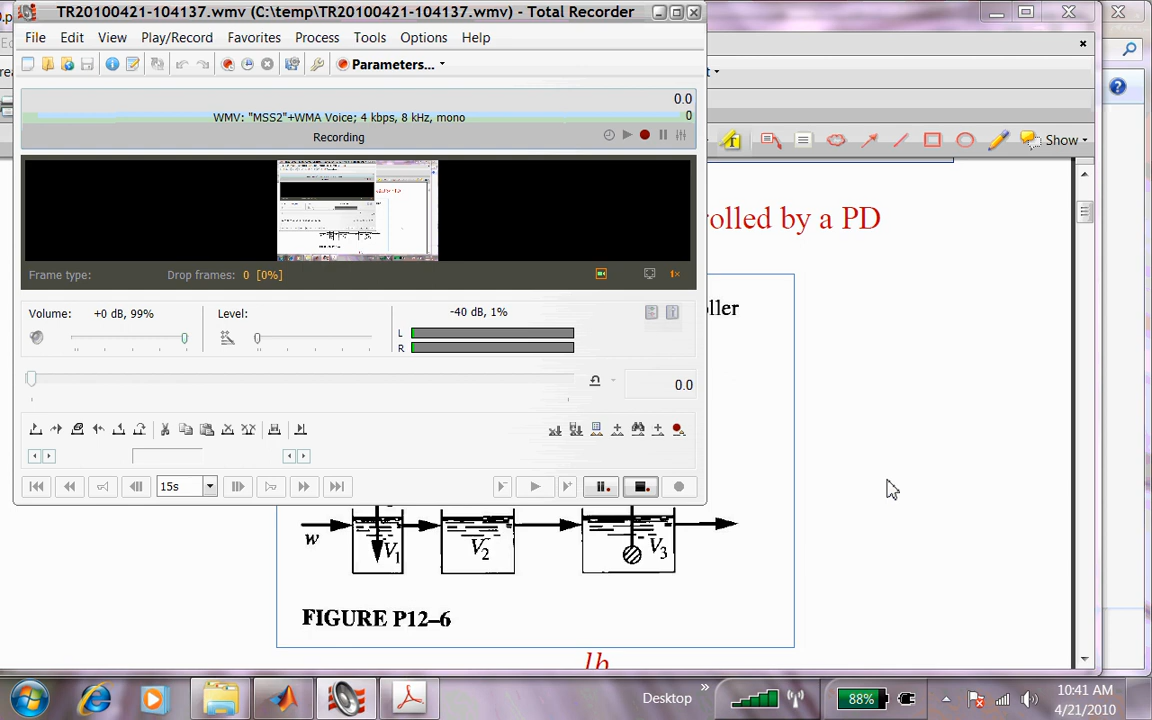 TR20100421-104137.wmv (C:\temp\TR20100421-104137.wmv) - Total Recorder
File Edit View Play/Record Favorites Process Tools Options Help
Parameters...
0.0
WMV: "MSS2"+WMA Voice; 4 kbps, 8 kHz, mono
0
Recording
Show
rolled by a PD
Frame type:
Drop frames: 0 [0%]
1x
ller
Volume: +0 dB, 99%
Level:
-40 dB, 1%
L
R
0.0
15s
w
V1
V2
V3
FIGURE P12–6
lb
Desktop
88%
10:41 AM
4/21/2010